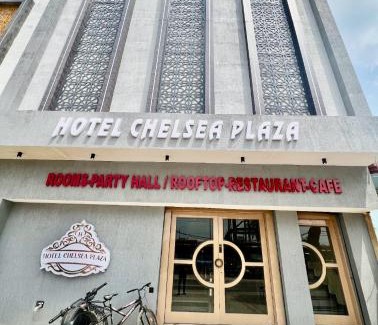 HOTEL CHELSEA PLAZA
ROOMS-PARTY HALL / ROOFTOP-RESTAURANT-CAFE
HOTEL CHELSEA PLAZA